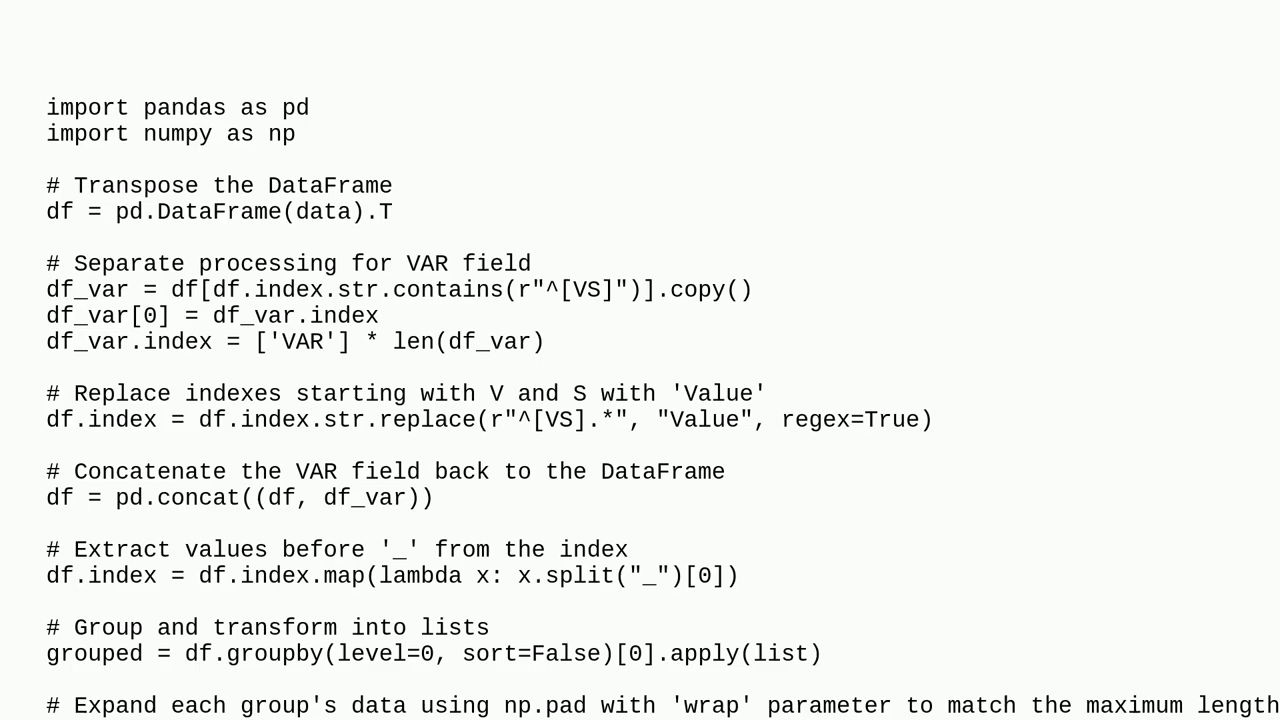 import pandas as pd
import numpy as np
# Transpose the DataFrame
df = pd.DataFrame(data).T
# Separate processing for VAR field
df_var = df[df.index.str.contains(r"^[VS]")].copy()
df_var[0] = df_var.index
df_var.index = ['VAR'] * len(df_var)
# Replace indexes starting with V and S with 'Value'
df.index = df.index.str.replace(r"^[VS].*", "Value", regex=True)
# Concatenate the VAR field back to the DataFrame
df = pd.concat((df, df_var))
# Extract values before '_' from the index
df.index = df.index.map(lambda x: x.split("_")[0])
# Group and transform into lists
grouped = df.groupby(level=0, sort=False)[0].apply(list)
# Expand each group's data using np.pad with 'wrap' parameter to match the maximum length